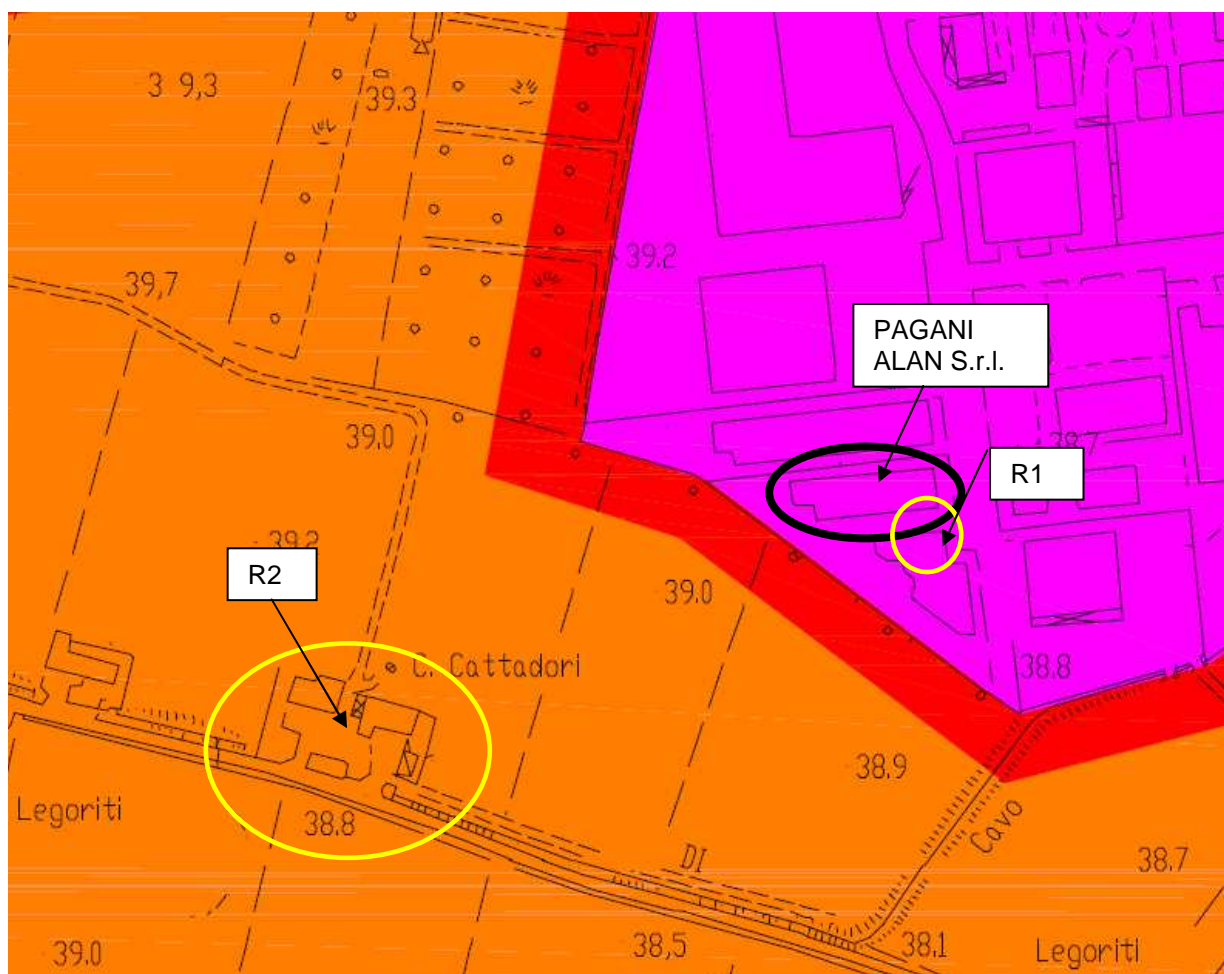 3 9,3
39.3
39.2
39,7
PAGANI
ALAN S.r.l.
39,0
38.7
R1
39.2
R2
39.0
C. Cattadori
38.8
38.9
Legoriti
38.8
Cavo
DI
38.7
39.0
38,5
38.1
Legoriti